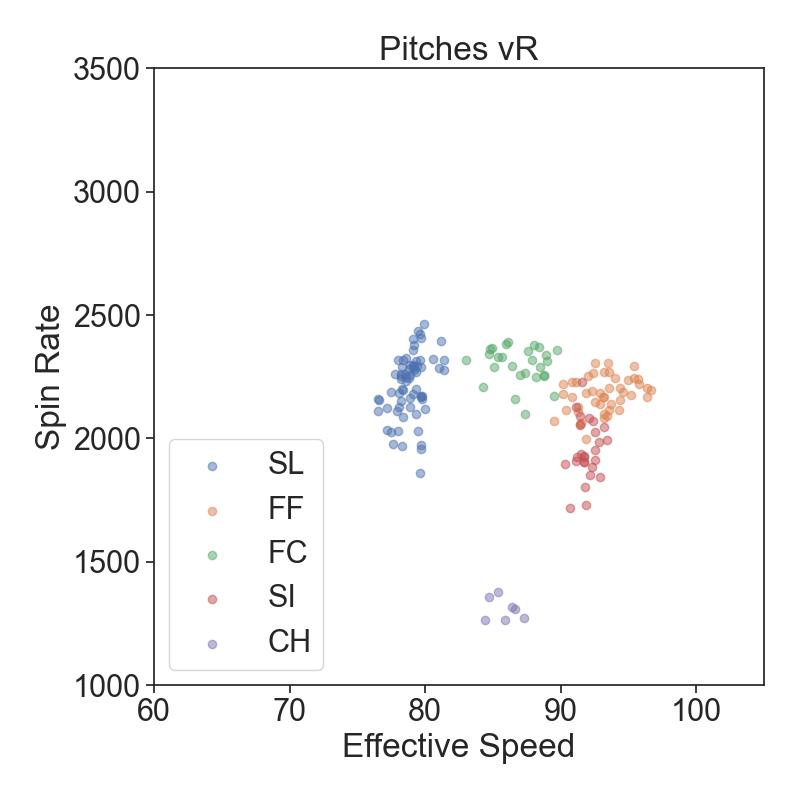 Pitches vR
3500
3000
2500
2000
1500
1000
Spin Rate
SL
FF
FC
SI
CH
60 70 80 90 100
Effective Speed